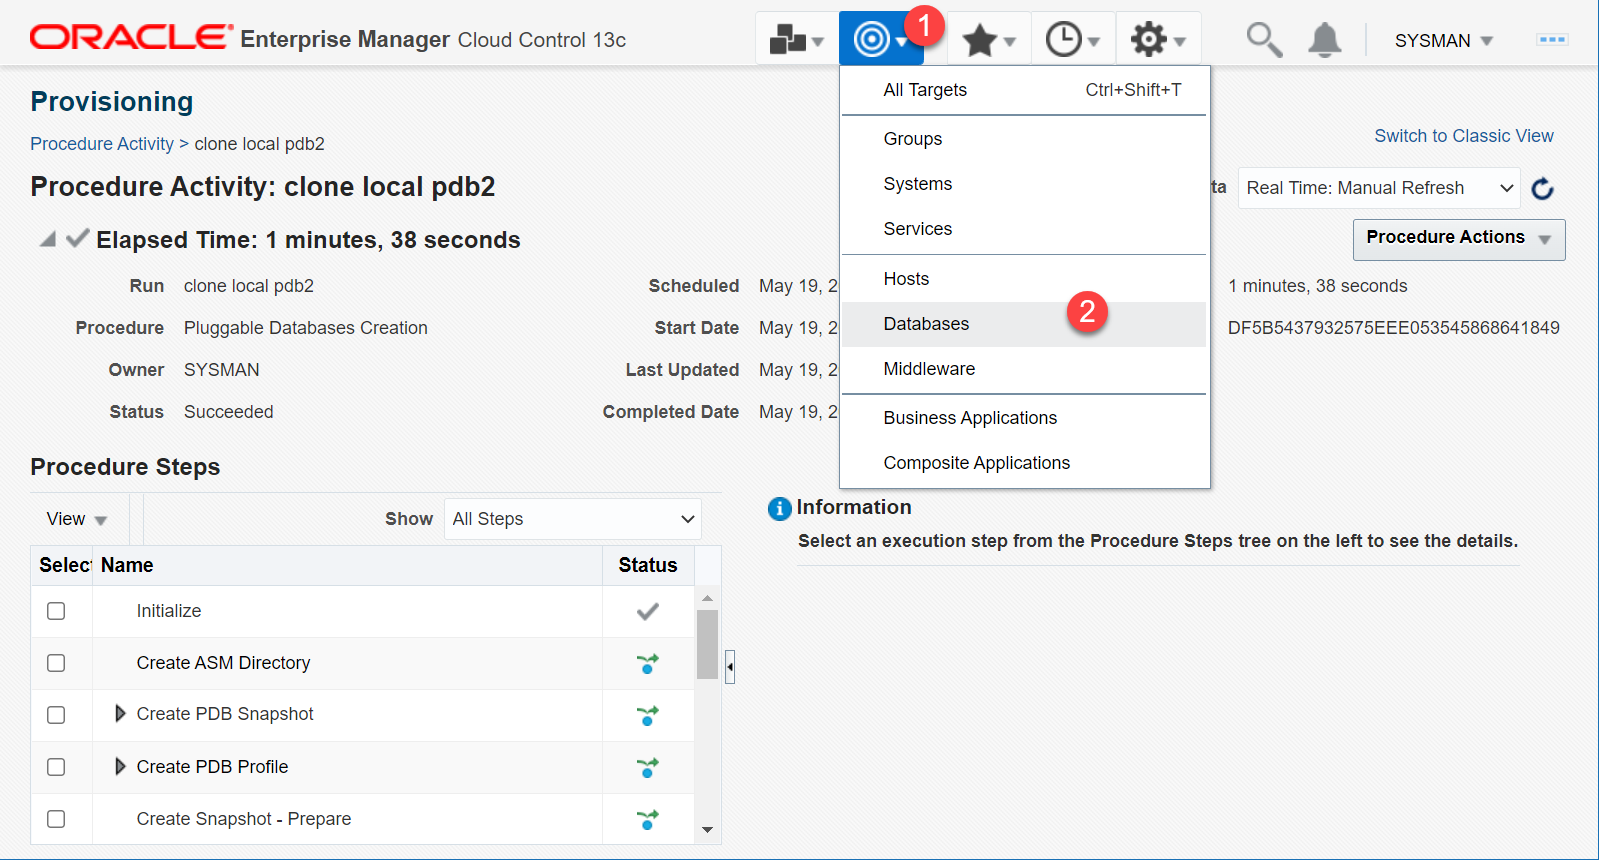 ORACLE Enterprise Manager Cloud Control 13c
1
SYSMAN
Provisioning
Procedure Activity > clone local pdb2
Switch to Classic View
Procedure Activity: clone local pdb2
ta Real Time: Manual Refresh
Elapsed Time: 1 minutes, 38 seconds
Procedure Actions
Run clone local pdb2
Scheduled May 19, 2
1 minutes, 38 seconds
Procedure Pluggable Databases Creation
Start Date May 19, 2
DF5B5437932575EEE053545868641849
Owner SYSMAN
Last Updated May 19, 2
Status Succeeded
Completed Date May 19, 2
All Targets Ctrl+Shift+T
Groups
Systems
Services
Hosts
Databases
2
Middleware
Business Applications
Composite Applications
Procedure Steps
View
Show All Steps
Select Name Status
Initialize
Create ASM Directory
Create PDB Snapshot
Create PDB Profile
Create Snapshot - Prepare
Information
Select an execution step from the Procedure Steps tree on the left to see the details.